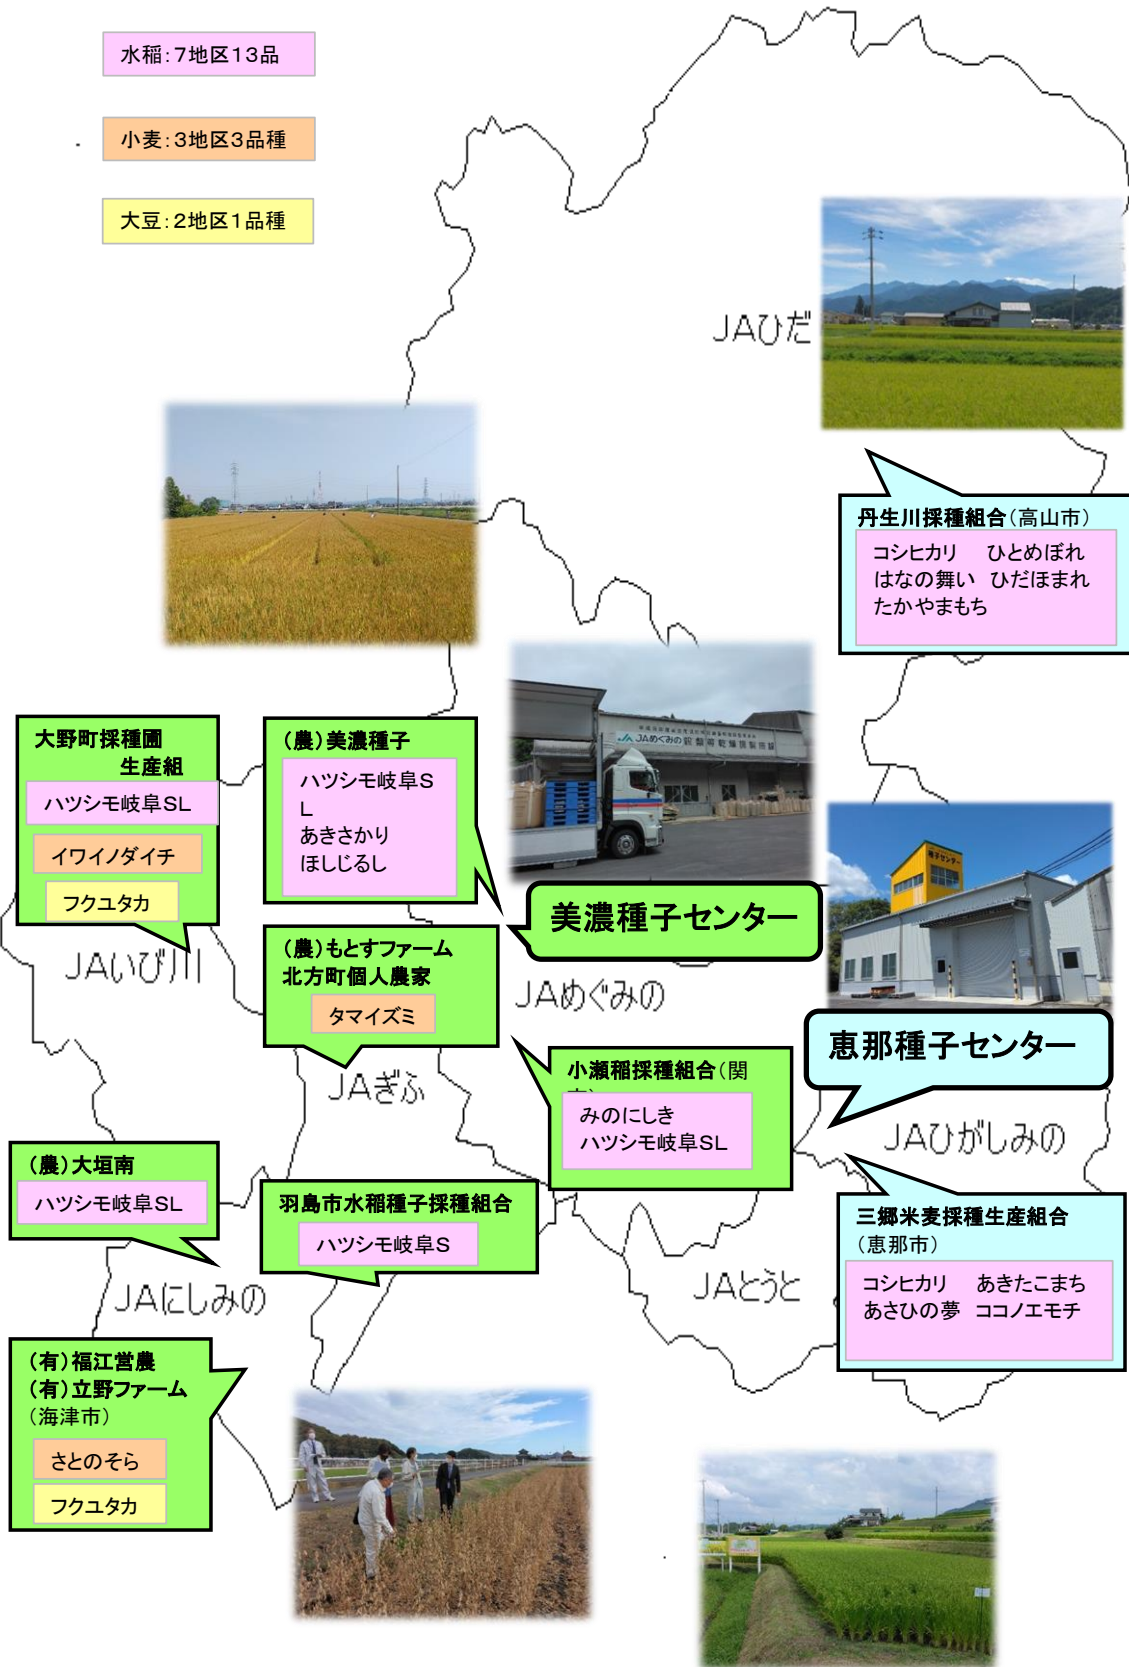 水稲：7地区13品
小麦：3地区3品種
大豆：2地区1品種
JAひだ
丹生川採種組合（高山市）
コシヒカリ　ひとめぼれ
はなの舞い　ひだほまれ
たかやまもち
大野町採種圃
生産組
ハツシモ岐阜SL
イワイノダイチ
フクユタカ
（農）美濃種子
ハツシモ岐阜S
L
あきさかり
ほしじるし
JAめぐみの
種子センター
美濃種子センター
JAいび川
（農）もとすファーム
北方町個人農家
タマイズミ
JAめぐみの
恵那種子センター
JAぎふ
小瀬稲採種組合（関
みのにしき
ハツシモ岐阜SL
JAひがしみの
（農）大垣南
ハツシモ岐阜SL
羽島市水稲種子採種組合
ハツシモ岐阜S
三郷米麦採種生産組合
（恵那市）
コシヒカリ　あきたこまち
あさひの夢　ココノエモチ
JAにしみの
JAとうと
（有）福江営農
（有）立野ファーム
（海津市）
さとのそら
フクユタカ